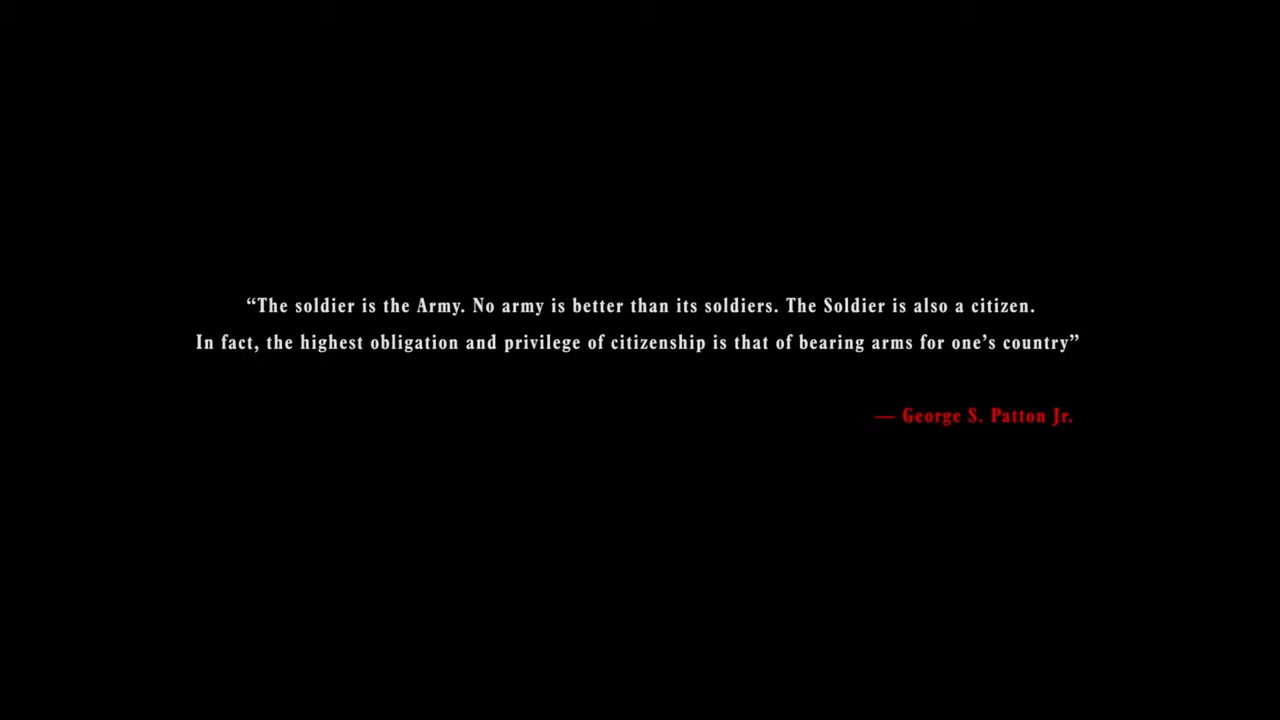 “The soldier is the Army. No army is better than its soldiers. The Soldier is also a citizen.
In fact, the highest obligation and privilege of citizenship is that of bearing arms for one’s country”
— George S. Patton Jr.